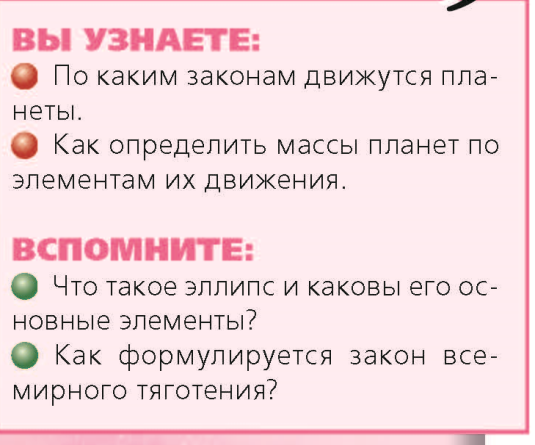 ВЫ УЗНАЕТЕ:
По каким законам движутся пла-
неты.
Как определить массы планет по
элементам их движения.
ВСПОМНИТЕ:
Что такое эллипс и каковы его ос-
новные элементы?
Как формулируется закон все-
мирного тяготения?